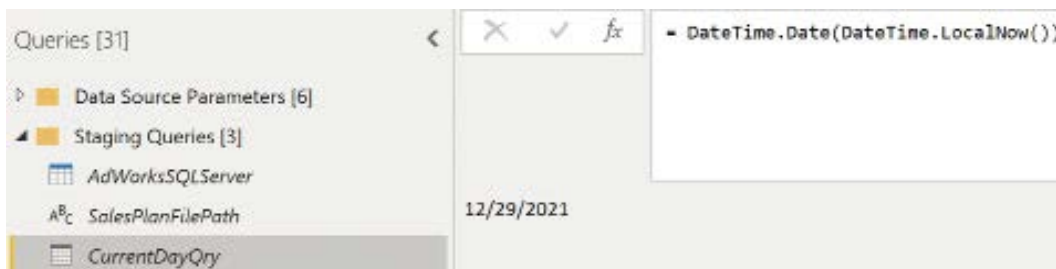 Queries [31]
= DateTime.Date(DateTime.LocalNow())
Data Source Parameters [6]
Staging Queries [3]
AdWorksSQLServer
ABC SalesPlanFilePath
12/29/2021
CurrentDayQry